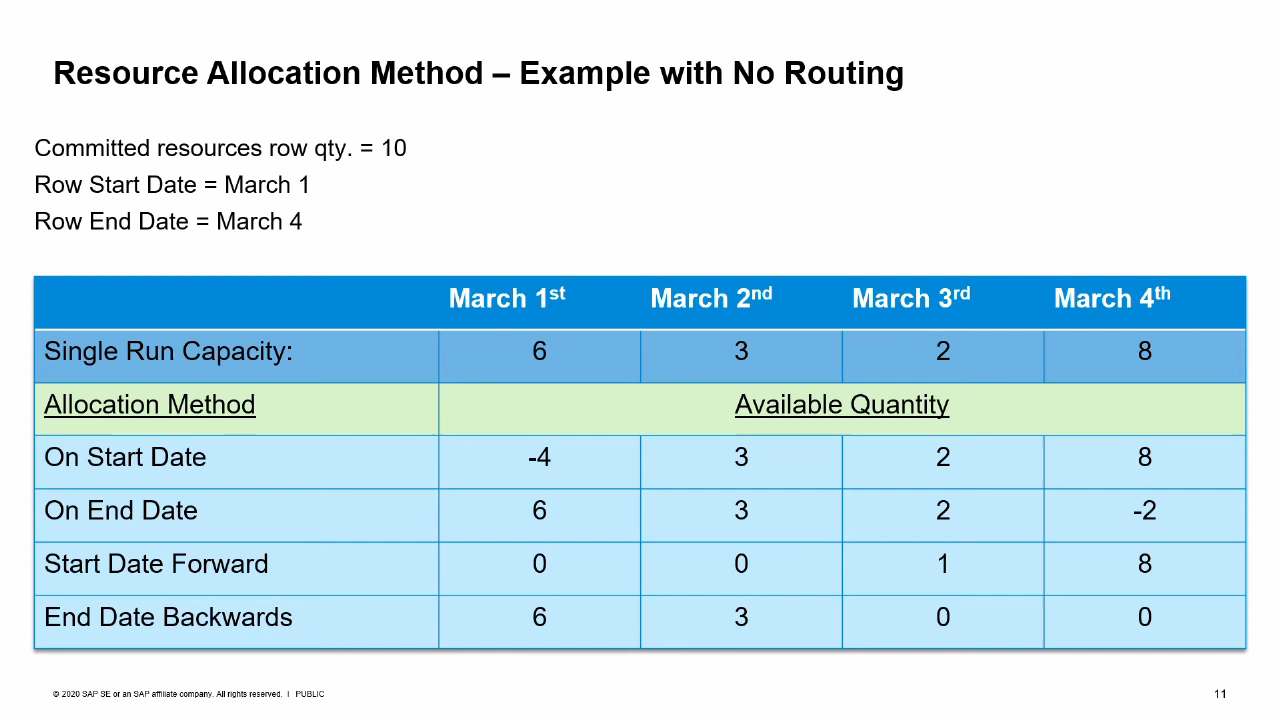 Resource Allocation Method – Example with No Routing
Committed resources row qty. = 10
Row Start Date = March 1
Row End Date = March 4
March 1st March 2nd March 3rd March 4th
Single Run Capacity: 6 3 2 8
Allocation Method Available Quantity
On Start Date -4 3 2 8
On End Date 6 3 2 -2
Start Date Forward 0 0 1 8
End Date Backwards 6 3 0 0
© 2020 SAP SE or an SAP affiliate company. All rights reserved. I PUBLIC 11